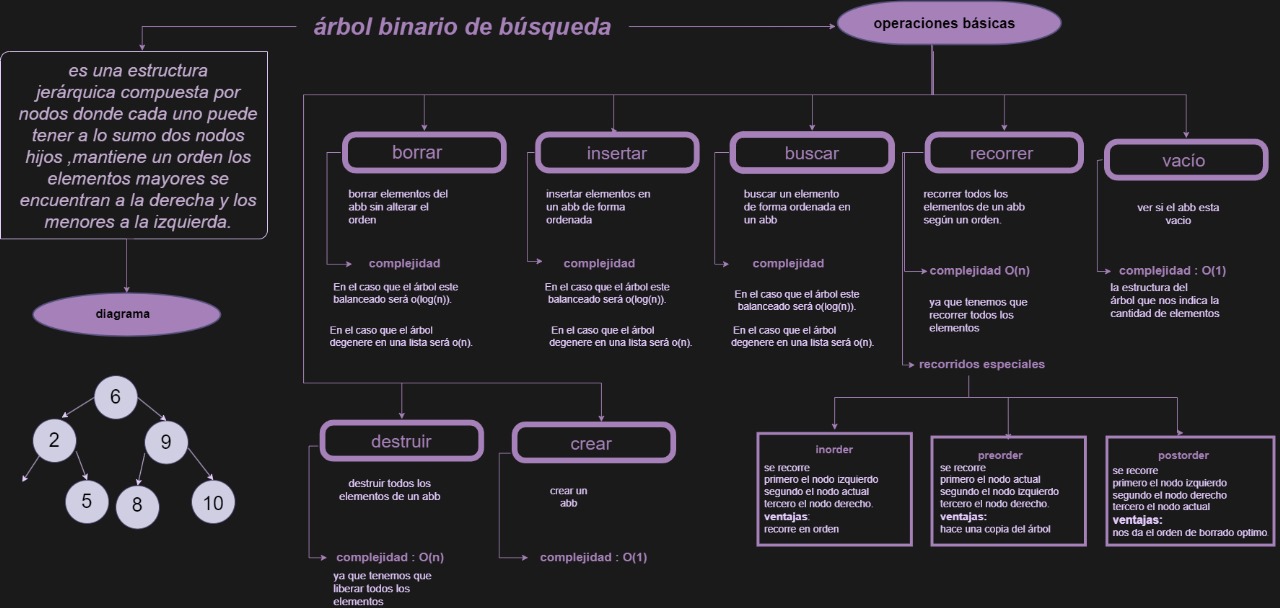 árbol binario de búsqueda
operaciones básicas
es una estructura
jerárquica compuesta por
nodos donde cada uno puede
tener a lo sumo dos nodos
hijos ,mantiene un orden los
elementos mayores se
encuentran a la derecha y los
menores a la izquierda.
diagrama
6
2
9
5
8
10
borrar
borrar elementos del
abb sin alterar el
orden
complejidad
En el caso que el árbol este
balanceado será o(log(n)).
En el caso que el árbol
degenere en una lista será o(n).
insertar
insertar elementos en
un abb de forma
ordenada
complejidad
En el caso que el árbol este
balanceado será o(log(n)).
En el caso que el árbol
degenere en una lista será o(n).
buscar
buscar un elemento
de forma ordenada en
un abb
complejidad
En el caso que el árbol este
balanceado será o(log(n)).
En el caso que el árbol
degenere en una lista será o(n).
recorrer
recorrer todos los
elementos de un abb
según un orden.
complejidad O(n)
ya que tenemos que
recorrer todos los
elementos
recorridos especiales
vacío
ver si el abb esta
vacio
complejidad : O(1)
la estructura del
árbol que nos indica la
cantidad de elementos
destruir
destruir todos los
elementos de un abb
complejidad : O(n)
ya que tenemos que
liberar todos los
elementos
crear
crear un
abb
complejidad : O(1)
inorder
se recorre
primero el nodo izquierdo
segundo el nodo actual
tercero el nodo derecho.
ventajas:
recorre en orden
preorder
se recorre
primero el nodo actual
segundo el nodo izquierdo
tercero el nodo derecho.
ventajas:
hace una copia del árbol
postorder
se recorre
primero el nodo izquierdo
segundo el nodo derecho
tercero el nodo actual
ventajas:
nos da el orden de borrado optimo.